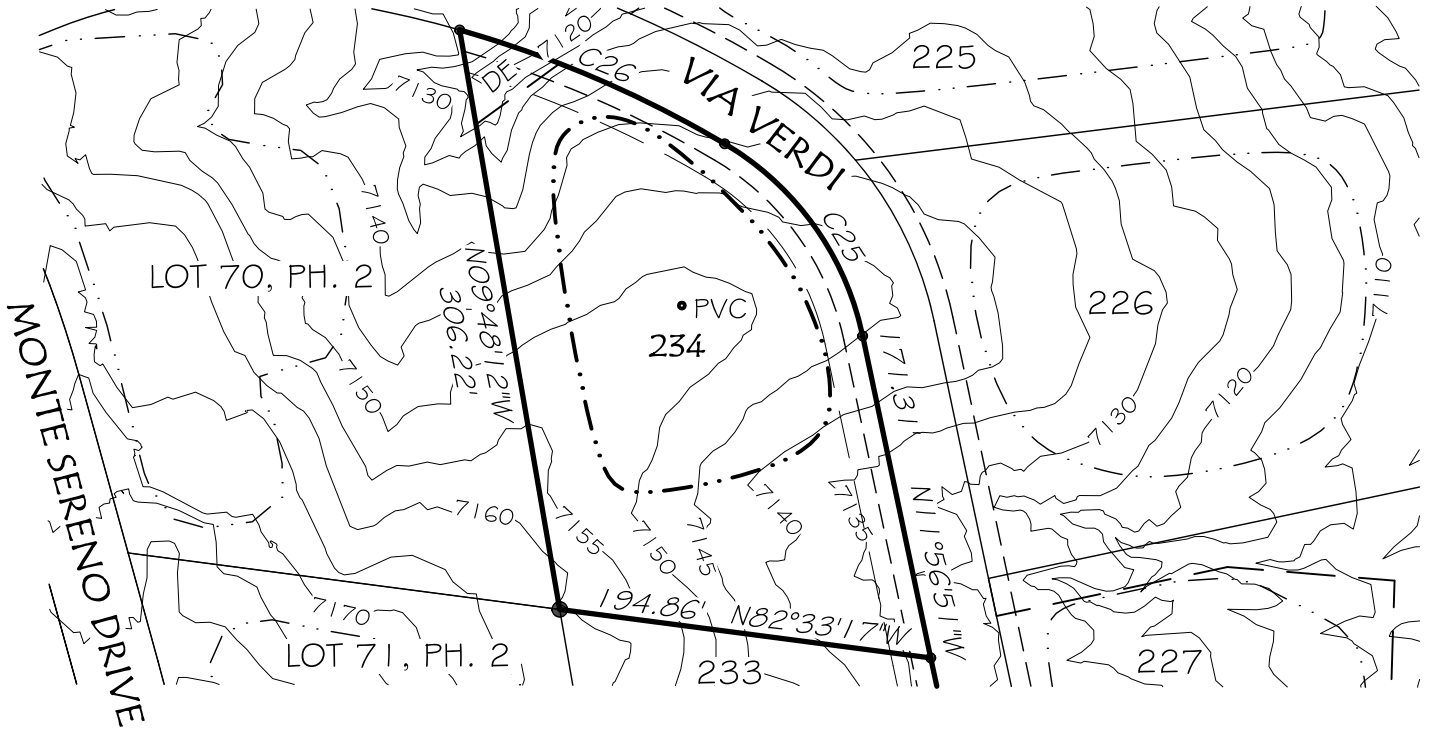 7120
225
C26
DE
7130
VIA VERDI
7140
C25
LOT 70, PH. 2
N09°48'12"W
306.22'
PVC
7110
226
234
171.31
MONTE SERENO DRIVE
7150
7130
7120
7160
7155
7150
7145
7140
7135
N11°56'51"W
7170
194.86'
N82°33'17"W
LOT 71, PH. 2
233
227